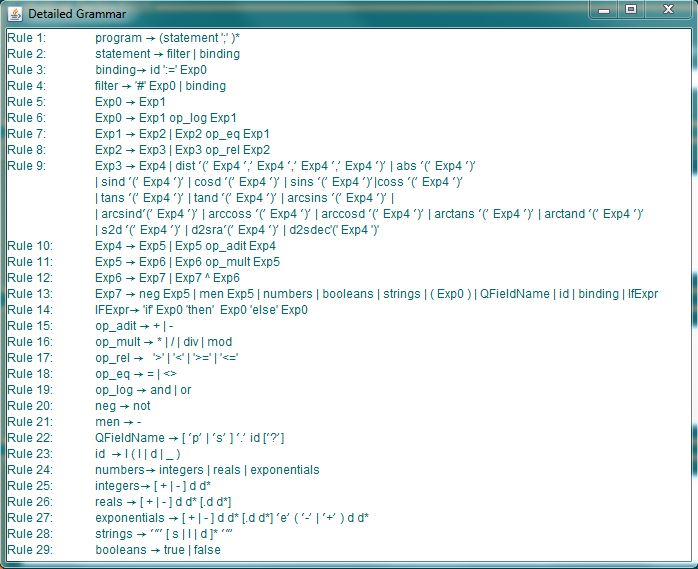 Detailed Grammar
Rule 1: program → (statement ';' )*
Rule 2: statement → filter | binding
Rule 3: binding→ id ':=' Exp0
Rule 4: filter → '#' Exp0 | binding
Rule 5: Exp0 → Exp1
Rule 6: Exp0 → Exp1 op_log Exp1
Rule 7: Exp1 → Exp2 | Exp2 op_eq Exp1
Rule 8: Exp2 → Exp3 | Exp3 op_rel Exp2
Rule 9: Exp3 → Exp4 | dist '(' Exp4 ',' Exp4 ',' Exp4 ',' Exp4 ')' | abs '(' Exp4 ')'
| sind '(' Exp4 ')' | cosd '(' Exp4 ')' | sins '(' Exp4 ')' |coss '(' Exp4 ')'
| tans '(' Exp4 ')' | tand '(' Exp4 ')' | arcsins '(' Exp4 ')' |
| arcsind'(' Exp4 ')' | arccoss '(' Exp4 ')' | arccosd '(' Exp4 ')' | arctans '(' Exp4 ')' | arctand '(' Exp4 ')'
| s2d '(' Exp4 ')' | d2sra'(' Exp4 ')' | d2sdec'(' Exp4 ')'
Rule 10: Exp4 → Exp5 | Exp5 op_adit Exp4
Rule 11: Exp5 → Exp6 | Exp6 op_mult Exp5
Rule 12: Exp6 → Exp7 | Exp7 ^ Exp6
Rule 13: Exp7 → neg Exp5 | men Exp5 | numbers | booleans | strings | ( Exp0 ) | QFieldName | id | binding | IfExpr
Rule 14: IFExpr→ 'if' Exp0 'then' Exp0 'else' Exp0
Rule 15: op_adit → + | -
Rule 16: op_mult → * | / | div | mod
Rule 17: op_rel → '>' | '<' | '>=' | '<='
Rule 18: op_eq → = | <>
Rule 19: op_log → and | or
Rule 20: neg → not
Rule 21: men → -
Rule 22: QFieldName → [ 'p' | 's' ] '.' id ['?']
Rule 23: id → l ( l | d | _ )
Rule 24: numbers→ integers | reals | exponentials
Rule 25: integers→ [ + | - ] d d*
Rule 26: reals → [ + | - ] d d* [.d d*]
Rule 27: exponentials → [ + | - ] d d* [.d d*] 'e' ( '-' | '+' ) d d*
Rule 28: strings → '"' [ s | l | d ]* '"'
Rule 29: booleans → true | false